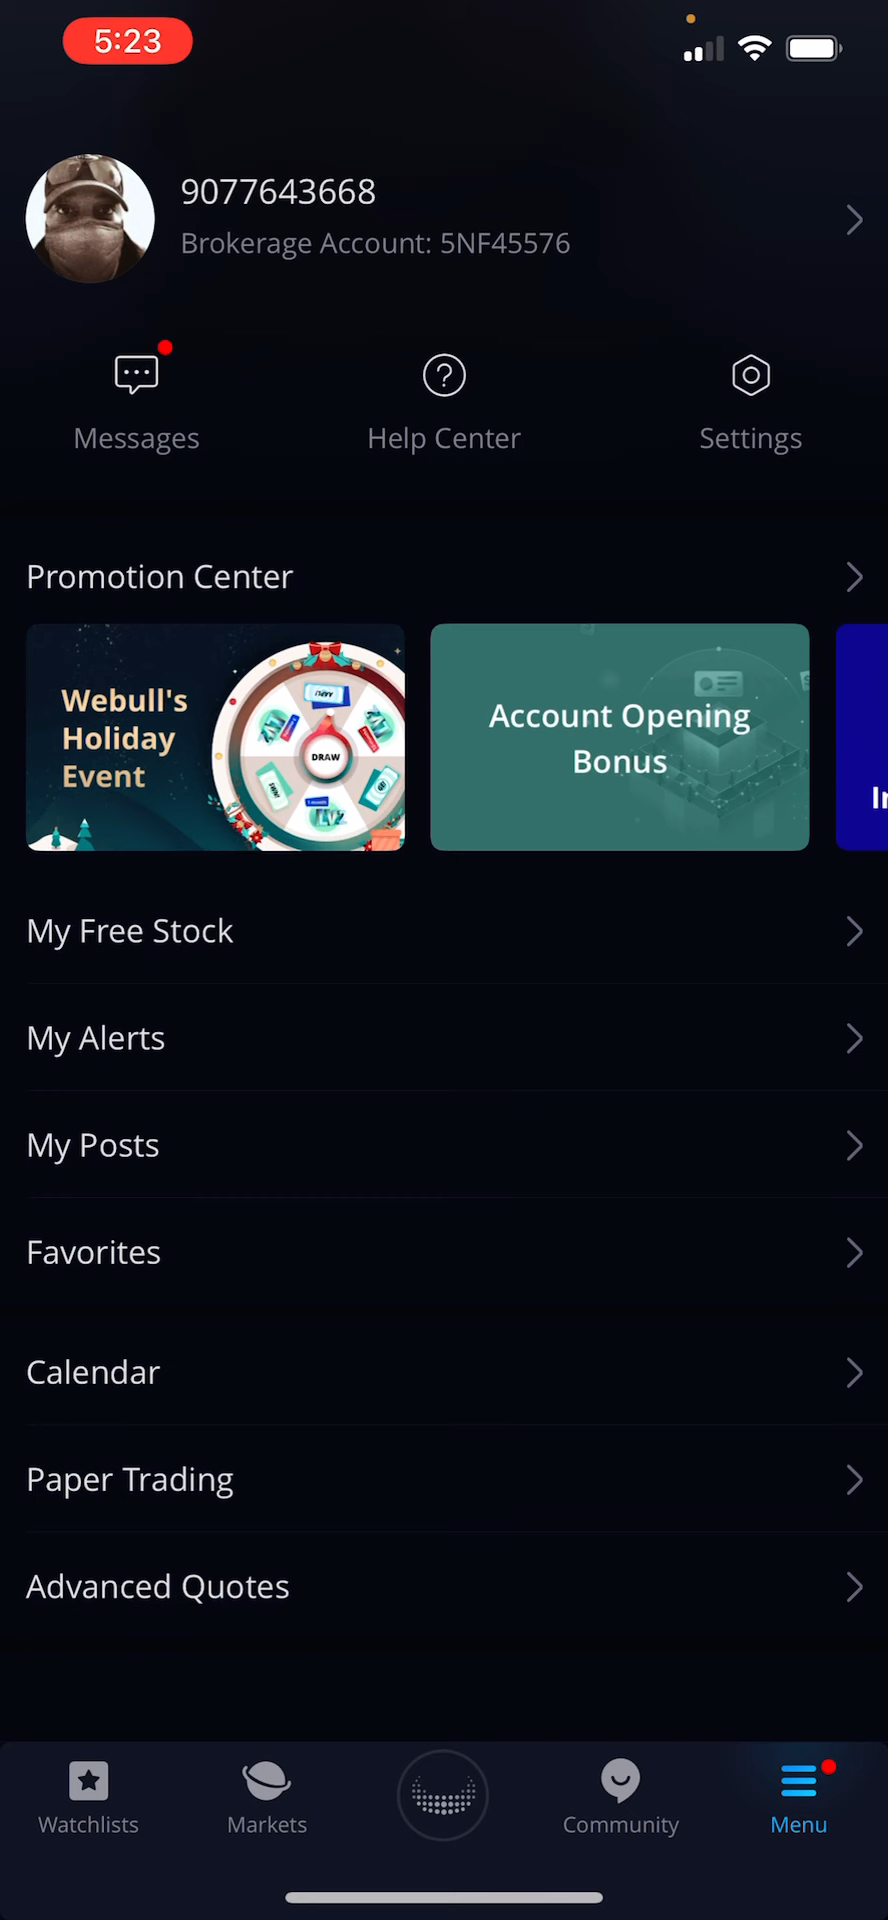 5:23
9077643668
Brokerage Account: 5NF45576
Messages
Help Center
Settings
Promotion Center
Webull's
Holiday
Event
DRAW
Account Opening
Bonus
My Free Stock
My Alerts
My Posts
Favorites
Calendar
Paper Trading
Advanced Quotes
Watchlists
Markets
Community
Menu